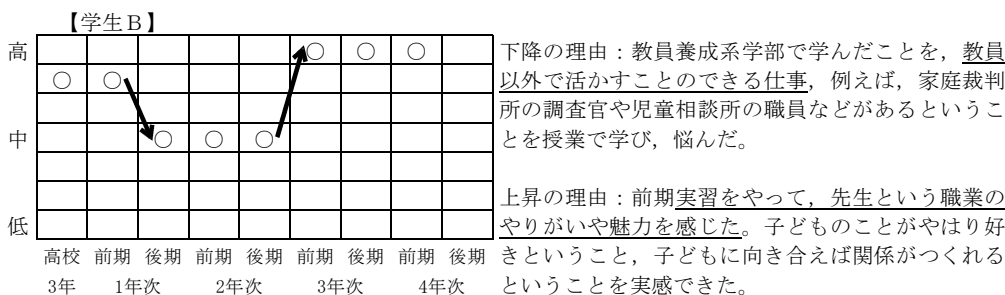 【学生B】
高
中
低
高校 前期 後期 前期 後期 前期 後期 前期 後期
3年 1年次 2年次 3年次 4年次
下降の理由:教員養成系学部で学んだことを,教員
以外で活かすことのできる仕事,例えば,家庭裁判
所の調査官や児童相談所の職員などがあるというこ
とを授業で学び,悩んだ。
上昇の理由:前期実習をやって,先生という職業の
やりがいや魅力を感じた。子どものことがやはり好
きということ,子どもに向き合えば関係がつくれる
ということを実感できた。